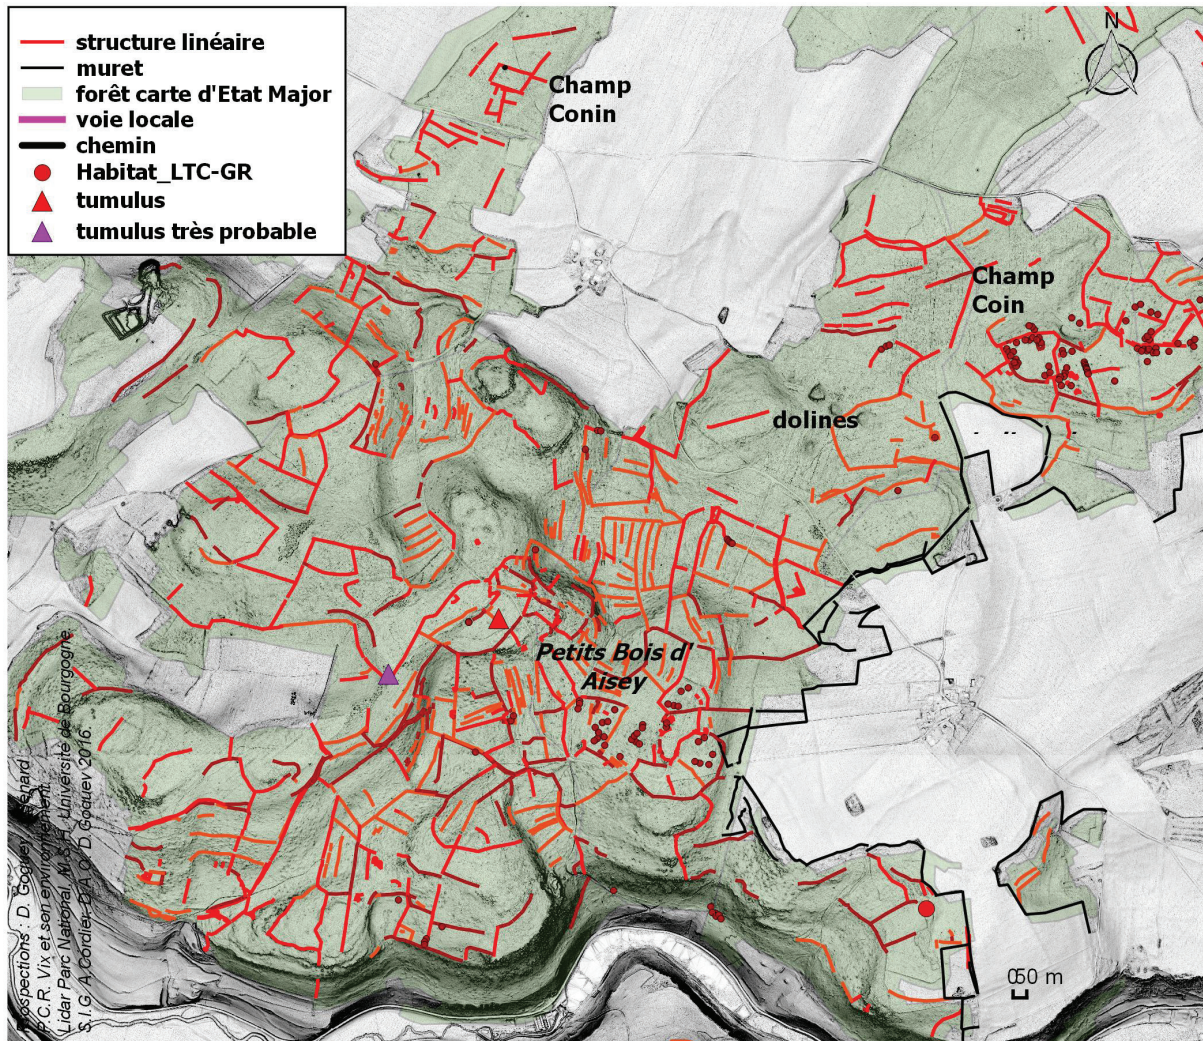 structure linéaire
muret
forêt carte d'Etat Major
voie locale
chemin
Habitat_LTC-GR
tumulus
tumulus très probable
N
Champ
Conin
Champ
Coin
dolines
Petits Bois d'
Aisey
050 m
Prospections : D. Goguey,
P.C.R. Vix et son environnement.
Lidar Parc National, M.S.H. Université de Bourgogne.
S.I.G. A.Cordier, D.A.O. D.Goguey 2016.